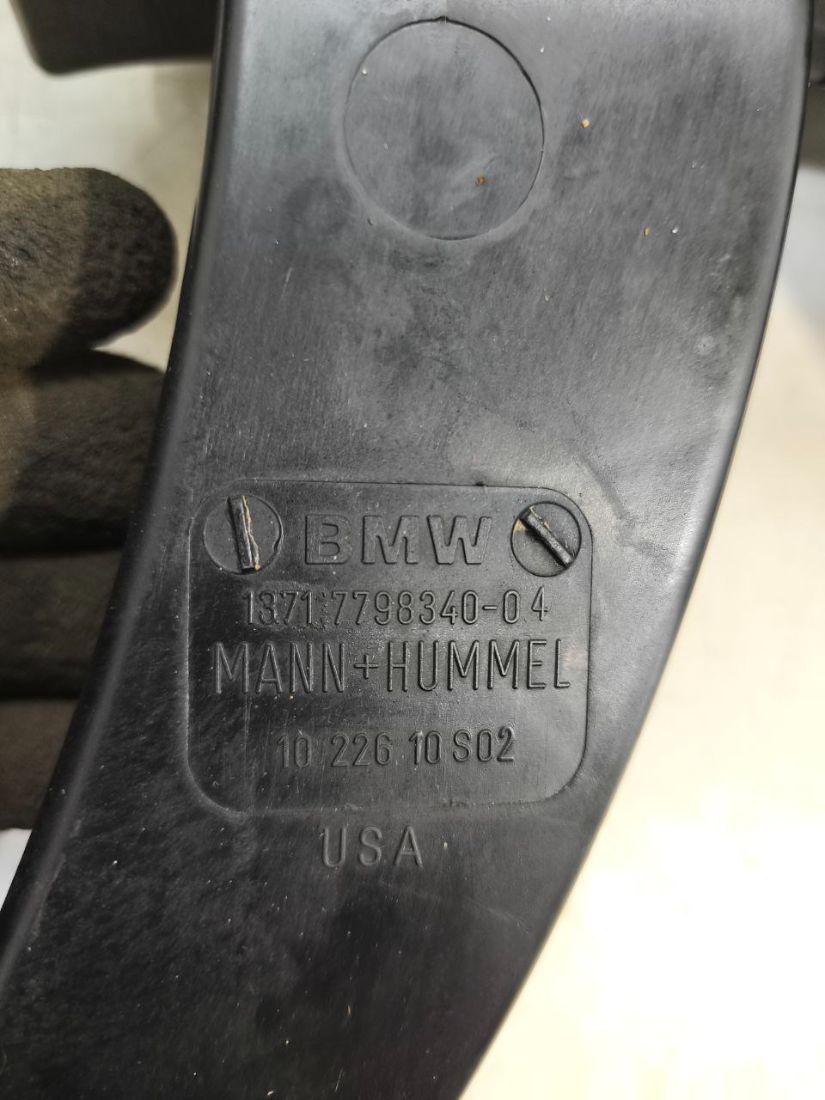 BMW
1371 7798340-04
MANN+HUMMEL
10 226 10 S02
USA